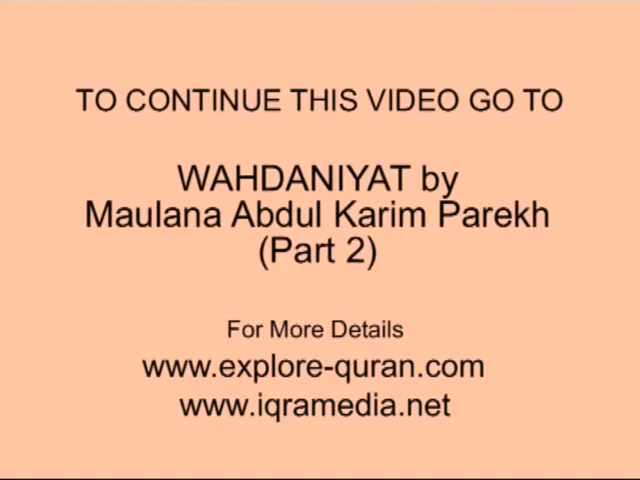 TO CONTINUE THIS VIDEO GO TO
WAHDANIYAT by
Maulana Abdul Karim Parekh
(Part 2)
For More Details
www.explore-quran.com
www.iqramedia.net